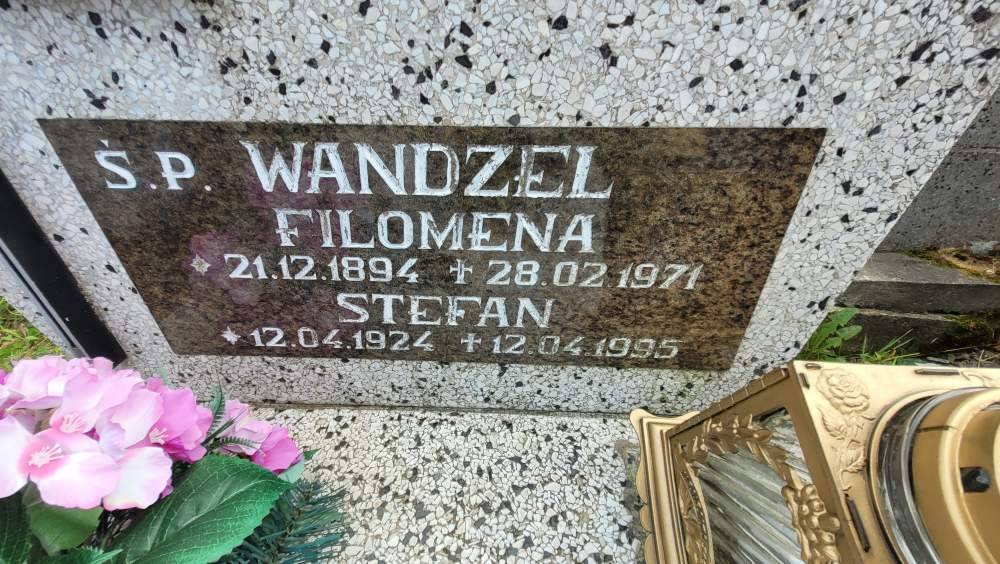 Ś.P. WANDZEL
FILOMENA
* 21.12.1894 + 28.02.1971
STEFAN
* 12.04.1924 + 12.04.1995